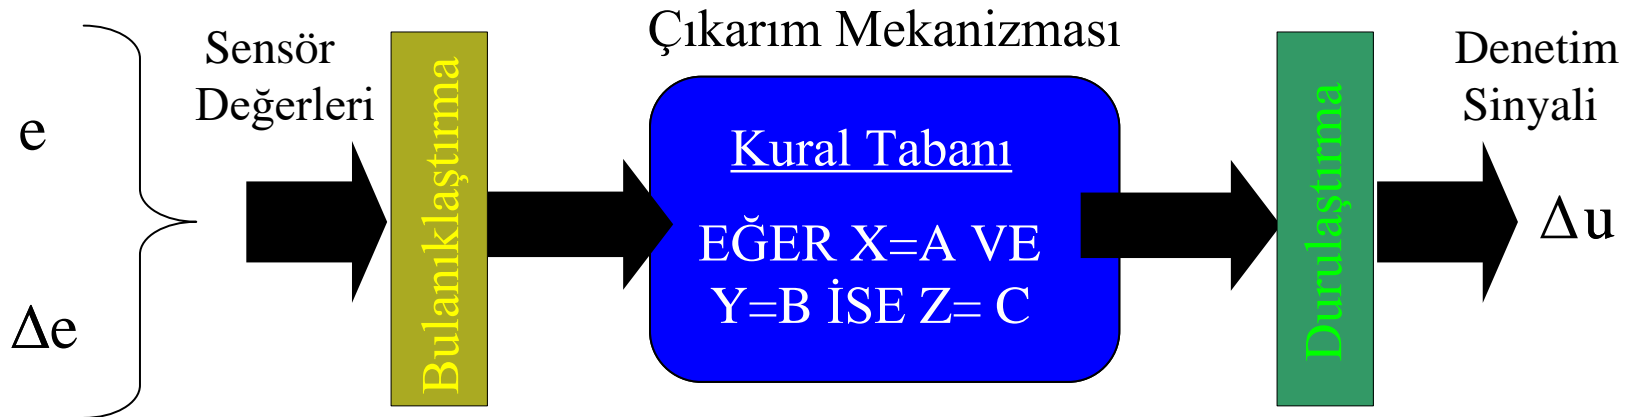 e
Δe
Sensör
Değerleri
Bulanıklaştırma
Çıkarım Mekanizması
Kural Tabanı
EĞER X=A VE
Y=B İSE Z= C
Durulaştırma
Denetim
Sinyali
Δu